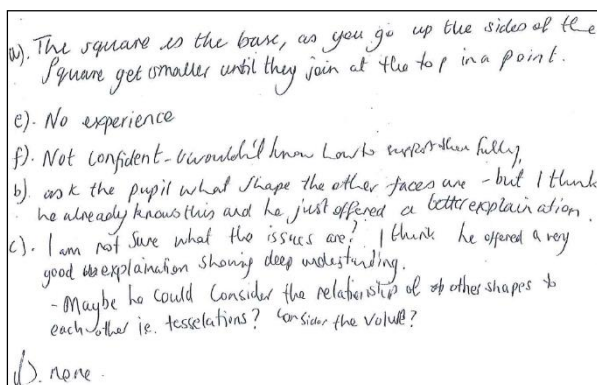 a). The square is the base, as you go up the sides of the
square get smaller until they join at the top in a point.
e). No experience
f). Not confident - I wouldn't know how to support them fully.
b). ask the pupil what shape the other faces are - but I think
he already knows this and he just offered a better explaination.
c). I am not sure what the issues are? I think he offered a very
good explaination showing deep understanding.
- Maybe he could consider the relationship of other shapes to
each other ie. tesselations? Consider the volume?
d). none.